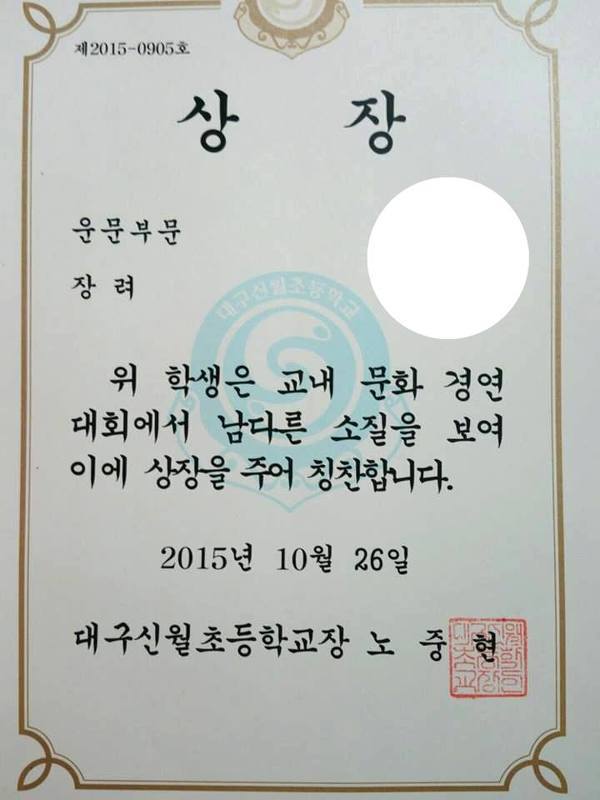 제2015-0905호
상 장
운문부문
장 려
대구신월초등학교
위 학생은 교내 문화 경연
대회에서 남다른 소질을 보여
이에 상장을 주어 칭찬합니다.
2015년 10월 26일
대구신월초등학교장 노 중 현